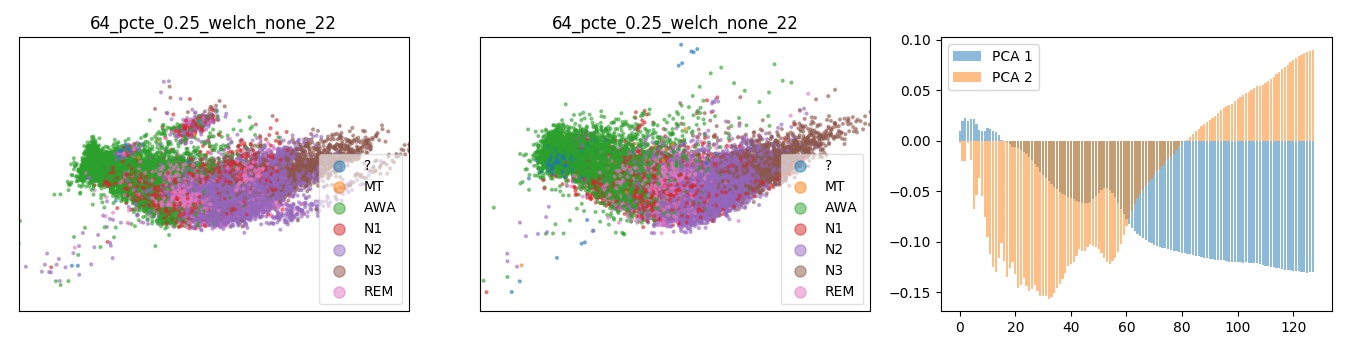 64_pcte_0.25_welch_none_22
?
MT
AWA
N1
N2
N3
REM
64_pcte_0.25_welch_none_22
?
MT
AWA
N1
N2
N3
REM
PCA 1
PCA 2
0.10
0.05
0.00
−0.05
−0.10
−0.15
0 20 40 60 80 100 120